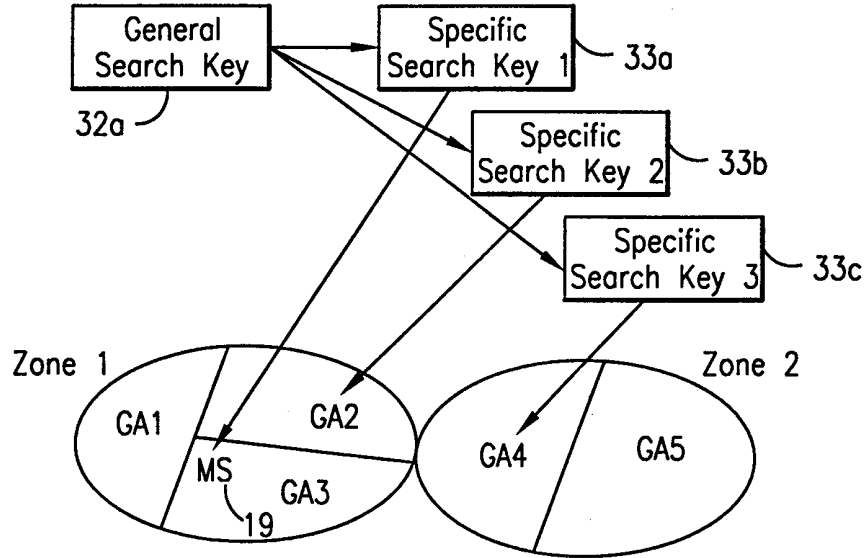 General
Search Key
32a
Specific
Search Key 1
33a
Specific
Search Key 2
33b
Specific
Search Key 3
33c
Zone 1
GA1
GA2
MS
19
GA3
Zone 2
GA4
GA5